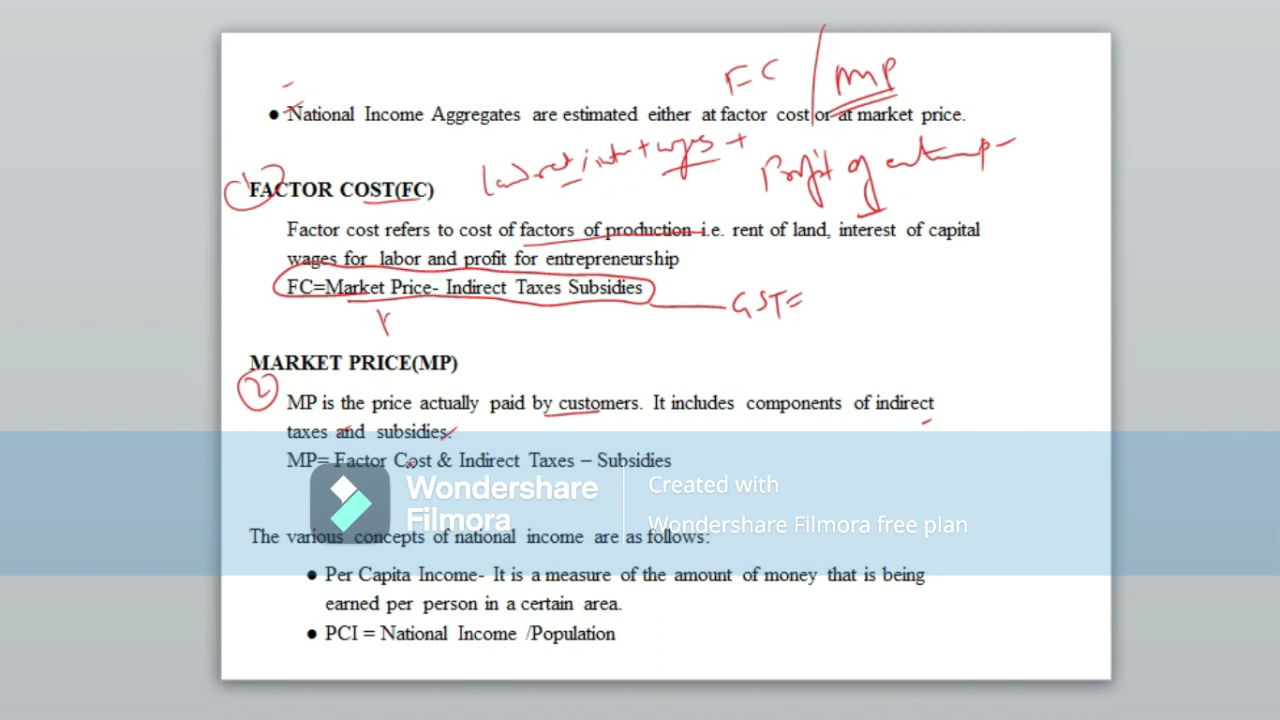 FC / MP
● National Income Aggregates are estimated either at factor cost or at market price.
land rent / inter + wages + Profit of
1
FACTOR COST(FC)
Factor cost refers to cost of factors of production i.e. rent of land, interest of capital
wages for labor and profit for entrepreneurship
FC=Market Price- Indirect Taxes Subsidies
GST=
MARKET PRICE(MP)
2
MP is the price actually paid by customers. It includes components of indirect
taxes and subsidies.
MP= Factor Cost & Indirect Taxes – Subsidies
Wondershare
Filmora
Created with
Wondershare Filmora free plan
The various concepts of national income are as follows:
● Per Capita Income- It is a measure of the amount of money that is being
earned per person in a certain area.
● PCI = National Income /Population